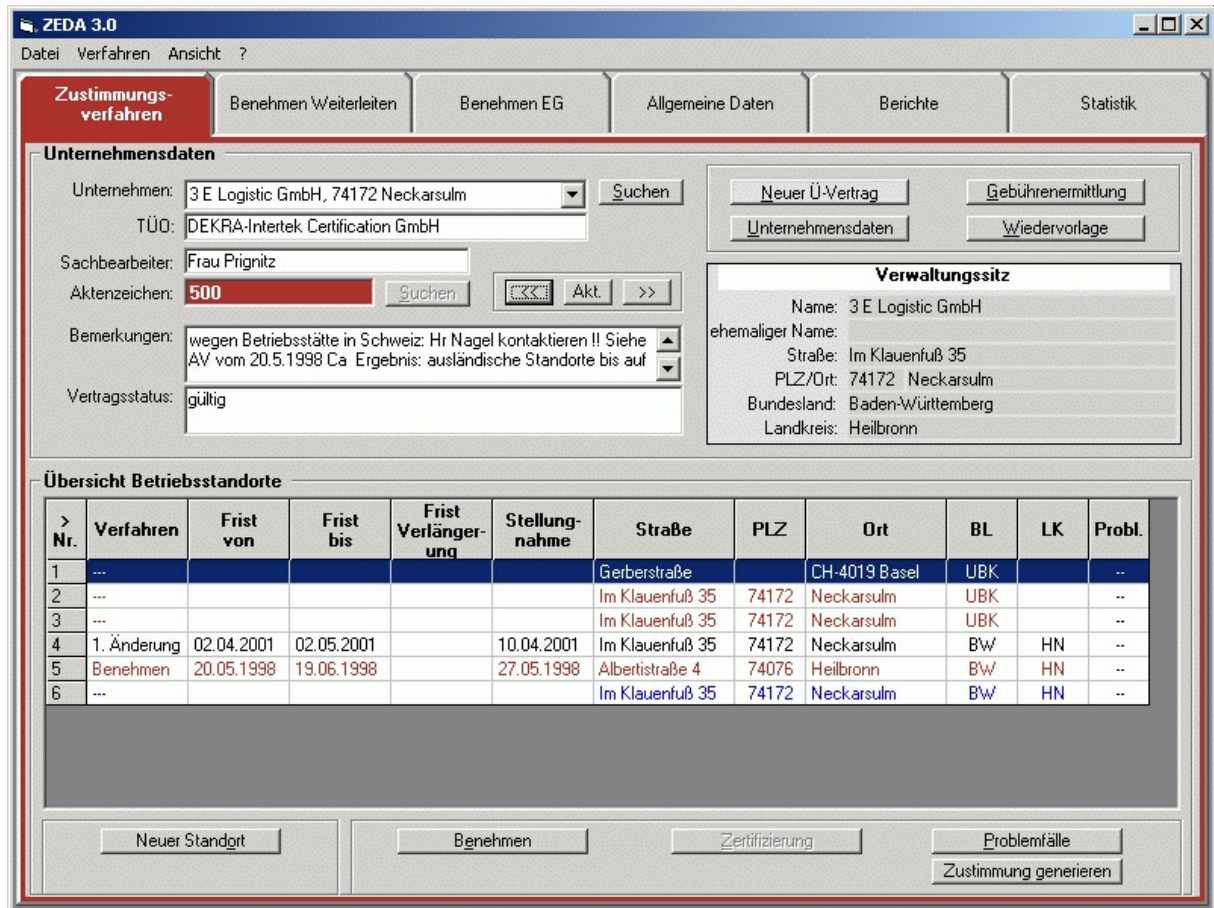 ZEDA 3.0
Datei Verfahren Ansicht ?
Zustimmungs-
verfahren
Benehmen Weiterleiten
Benehmen EG
Allgemeine Daten
Berichte
Statistik
Unternehmensdaten
Unternehmen: 3 E Logistic GmbH, 74172 Neckarsulm Suchen
TÜO: DEKRA-Intertek Certification GmbH
Sachbearbeiter: Frau Prignitz
Aktenzeichen: 500 Suchen << Akt. >>
Bemerkungen: wegen Betriebsstätte in Schweiz: Hr Nagel kontaktieren !! Siehe
AV vom 20.5.1998 Ca Ergebnis: ausländische Standorte bis auf
Vertragsstatus: gültig
Neuer Ü-Vertrag Gebührenermittlung
Unternehmensdaten Wiedervorlage
Verwaltungssitz
Name: 3 E Logistic GmbH
ehemaliger Name:
Straße: Im Klauenfuß 35
PLZ/Ort: 74172 Neckarsulm
Bundesland: Baden-Württemberg
Landkreis: Heilbronn
Übersicht Betriebsstandorte
> Nr. Verfahren Frist von Frist bis Frist Verlänger-ung Stellung-nahme Straße PLZ Ort BL LK Probl.
1 --- Gerberstraße CH-4019 Basel UBK --
2 --- Im Klauenfuß 35 74172 Neckarsulm UBK --
3 --- Im Klauenfuß 35 74172 Neckarsulm UBK --
4 1. Änderung 02.04.2001 02.05.2001 10.04.2001 Im Klauenfuß 35 74172 Neckarsulm BW HN --
5 Benehmen 20.05.1998 19.06.1998 27.05.1998 Albertistraße 4 74076 Heilbronn BW HN --
6 --- Im Klauenfuß 35 74172 Neckarsulm BW HN --
Neuer Standort Benehmen Zertifizierung Problemfälle
Zustimmung generieren